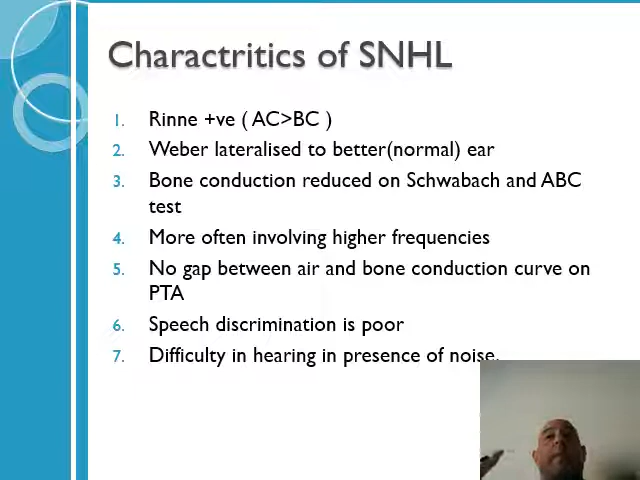 Charactritics of SNHL
1. Rinne +ve ( AC>BC )
2. Weber lateralised to better(normal) ear
3. Bone conduction reduced on Schwabach and ABC
test
4. More often involving higher frequencies
5. No gap between air and bone conduction curve on
PTA
6. Speech discrimination is poor
7. Difficulty in hearing in presence of noise.